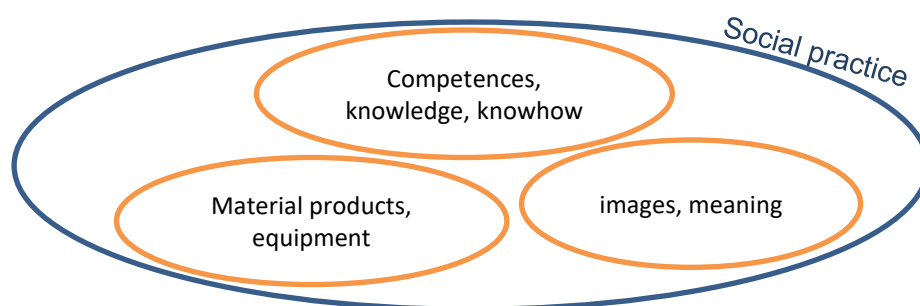 Social practice
Competences,
knowledge, knowhow
Material products,
equipment
images, meaning